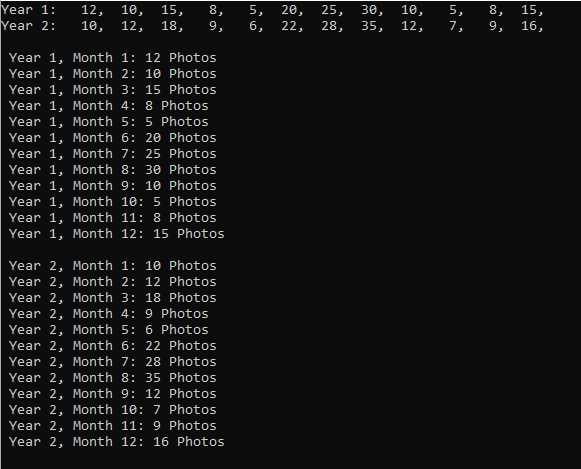 Year 1:   12,  10,  15,   8,   5,  20,  25,  30,  10,   5,   8,  15,
Year 2:   10,  12,  18,   9,   6,  22,  28,  35,  12,   7,   9,  16,
Year 1, Month 1: 12 Photos
Year 1, Month 2: 10 Photos
Year 1, Month 3: 15 Photos
Year 1, Month 4: 8 Photos
Year 1, Month 5: 5 Photos
Year 1, Month 6: 20 Photos
Year 1, Month 7: 25 Photos
Year 1, Month 8: 30 Photos
Year 1, Month 9: 10 Photos
Year 1, Month 10: 5 Photos
Year 1, Month 11: 8 Photos
Year 1, Month 12: 15 Photos
Year 2, Month 1: 10 Photos
Year 2, Month 2: 12 Photos
Year 2, Month 3: 18 Photos
Year 2, Month 4: 9 Photos
Year 2, Month 5: 6 Photos
Year 2, Month 6: 22 Photos
Year 2, Month 7: 28 Photos
Year 2, Month 8: 35 Photos
Year 2, Month 9: 12 Photos
Year 2, Month 10: 7 Photos
Year 2, Month 11: 9 Photos
Year 2, Month 12: 16 Photos